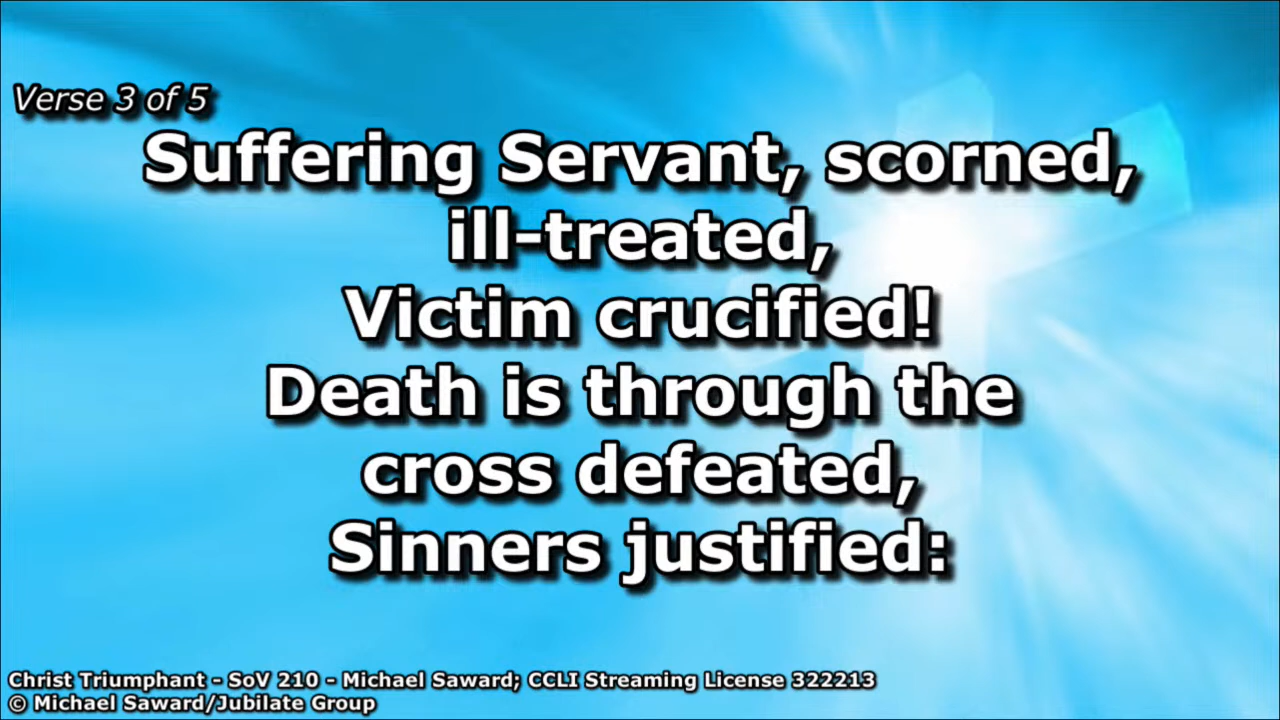 Verse 3 of 5
Suffering Servant, scorned,
ill-treated,
Victim crucified!
Death is through the
cross defeated,
Sinners justified:
Christ Triumphant - SoV 210 - Michael Saward; CCLI Streaming License 322213
© Michael Saward/Jubilate Group